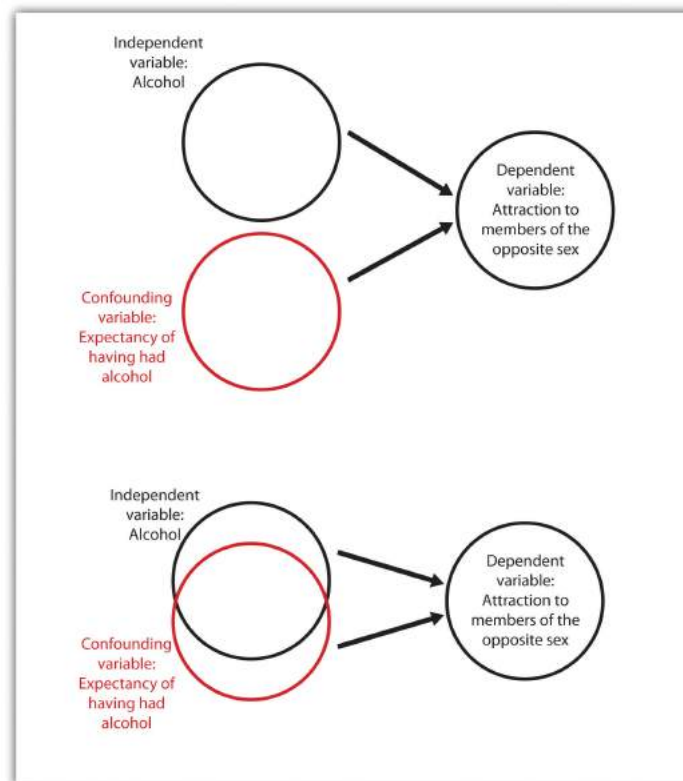 Independent
variable:
Alcohol
Dependent
variable:
Attraction to
members of the
opposite sex
Confounding
variable:
Expectancy of
having had
alcohol
Independent
variable:
Alcohol
Dependent
variable:
Attraction to
members of the
opposite sex
Confounding
variable:
Expectancy of
having had
alcohol